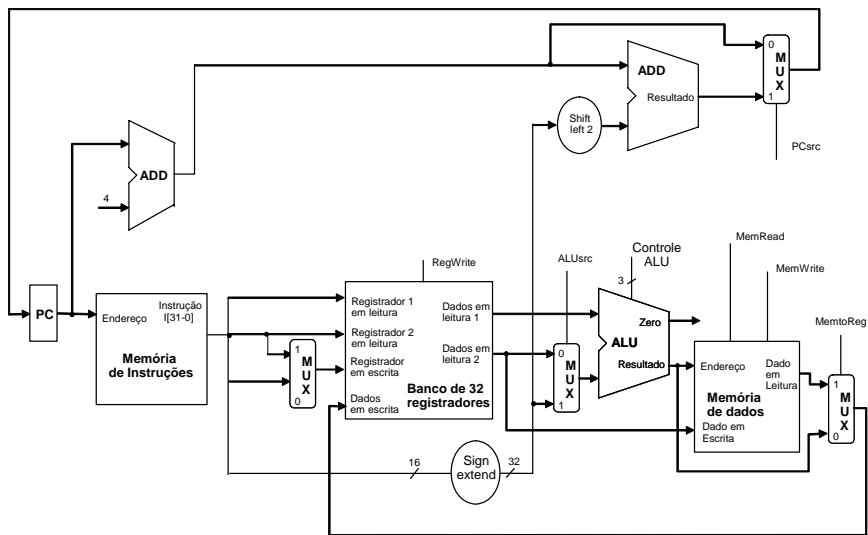 0
M
U
X
1
ADD
Resultado
Shift
left 2
PCsrc
ADD
4
MemRead
Controle
ALU
ALUsrc
RegWrite
MemWrite
3
MemtoReg
PC
Endereço
Instrução
I[31-0]
Memória
de Instruções
1
M
U
X
0
Registrador 1
em leitura
Registrador 2
em leitura
Registrador
em escrita
Dados
em escrita
Dados em
leitura 1
Dados em
leitura 2
Banco de 32
registradores
0
M
U
X
1
Zero
ALU
Resultado
Endereço
Dado
em
Leitura
Memória
de dados
Dado em
Escrita
1
M
U
X
0
16
Sign
extend
32